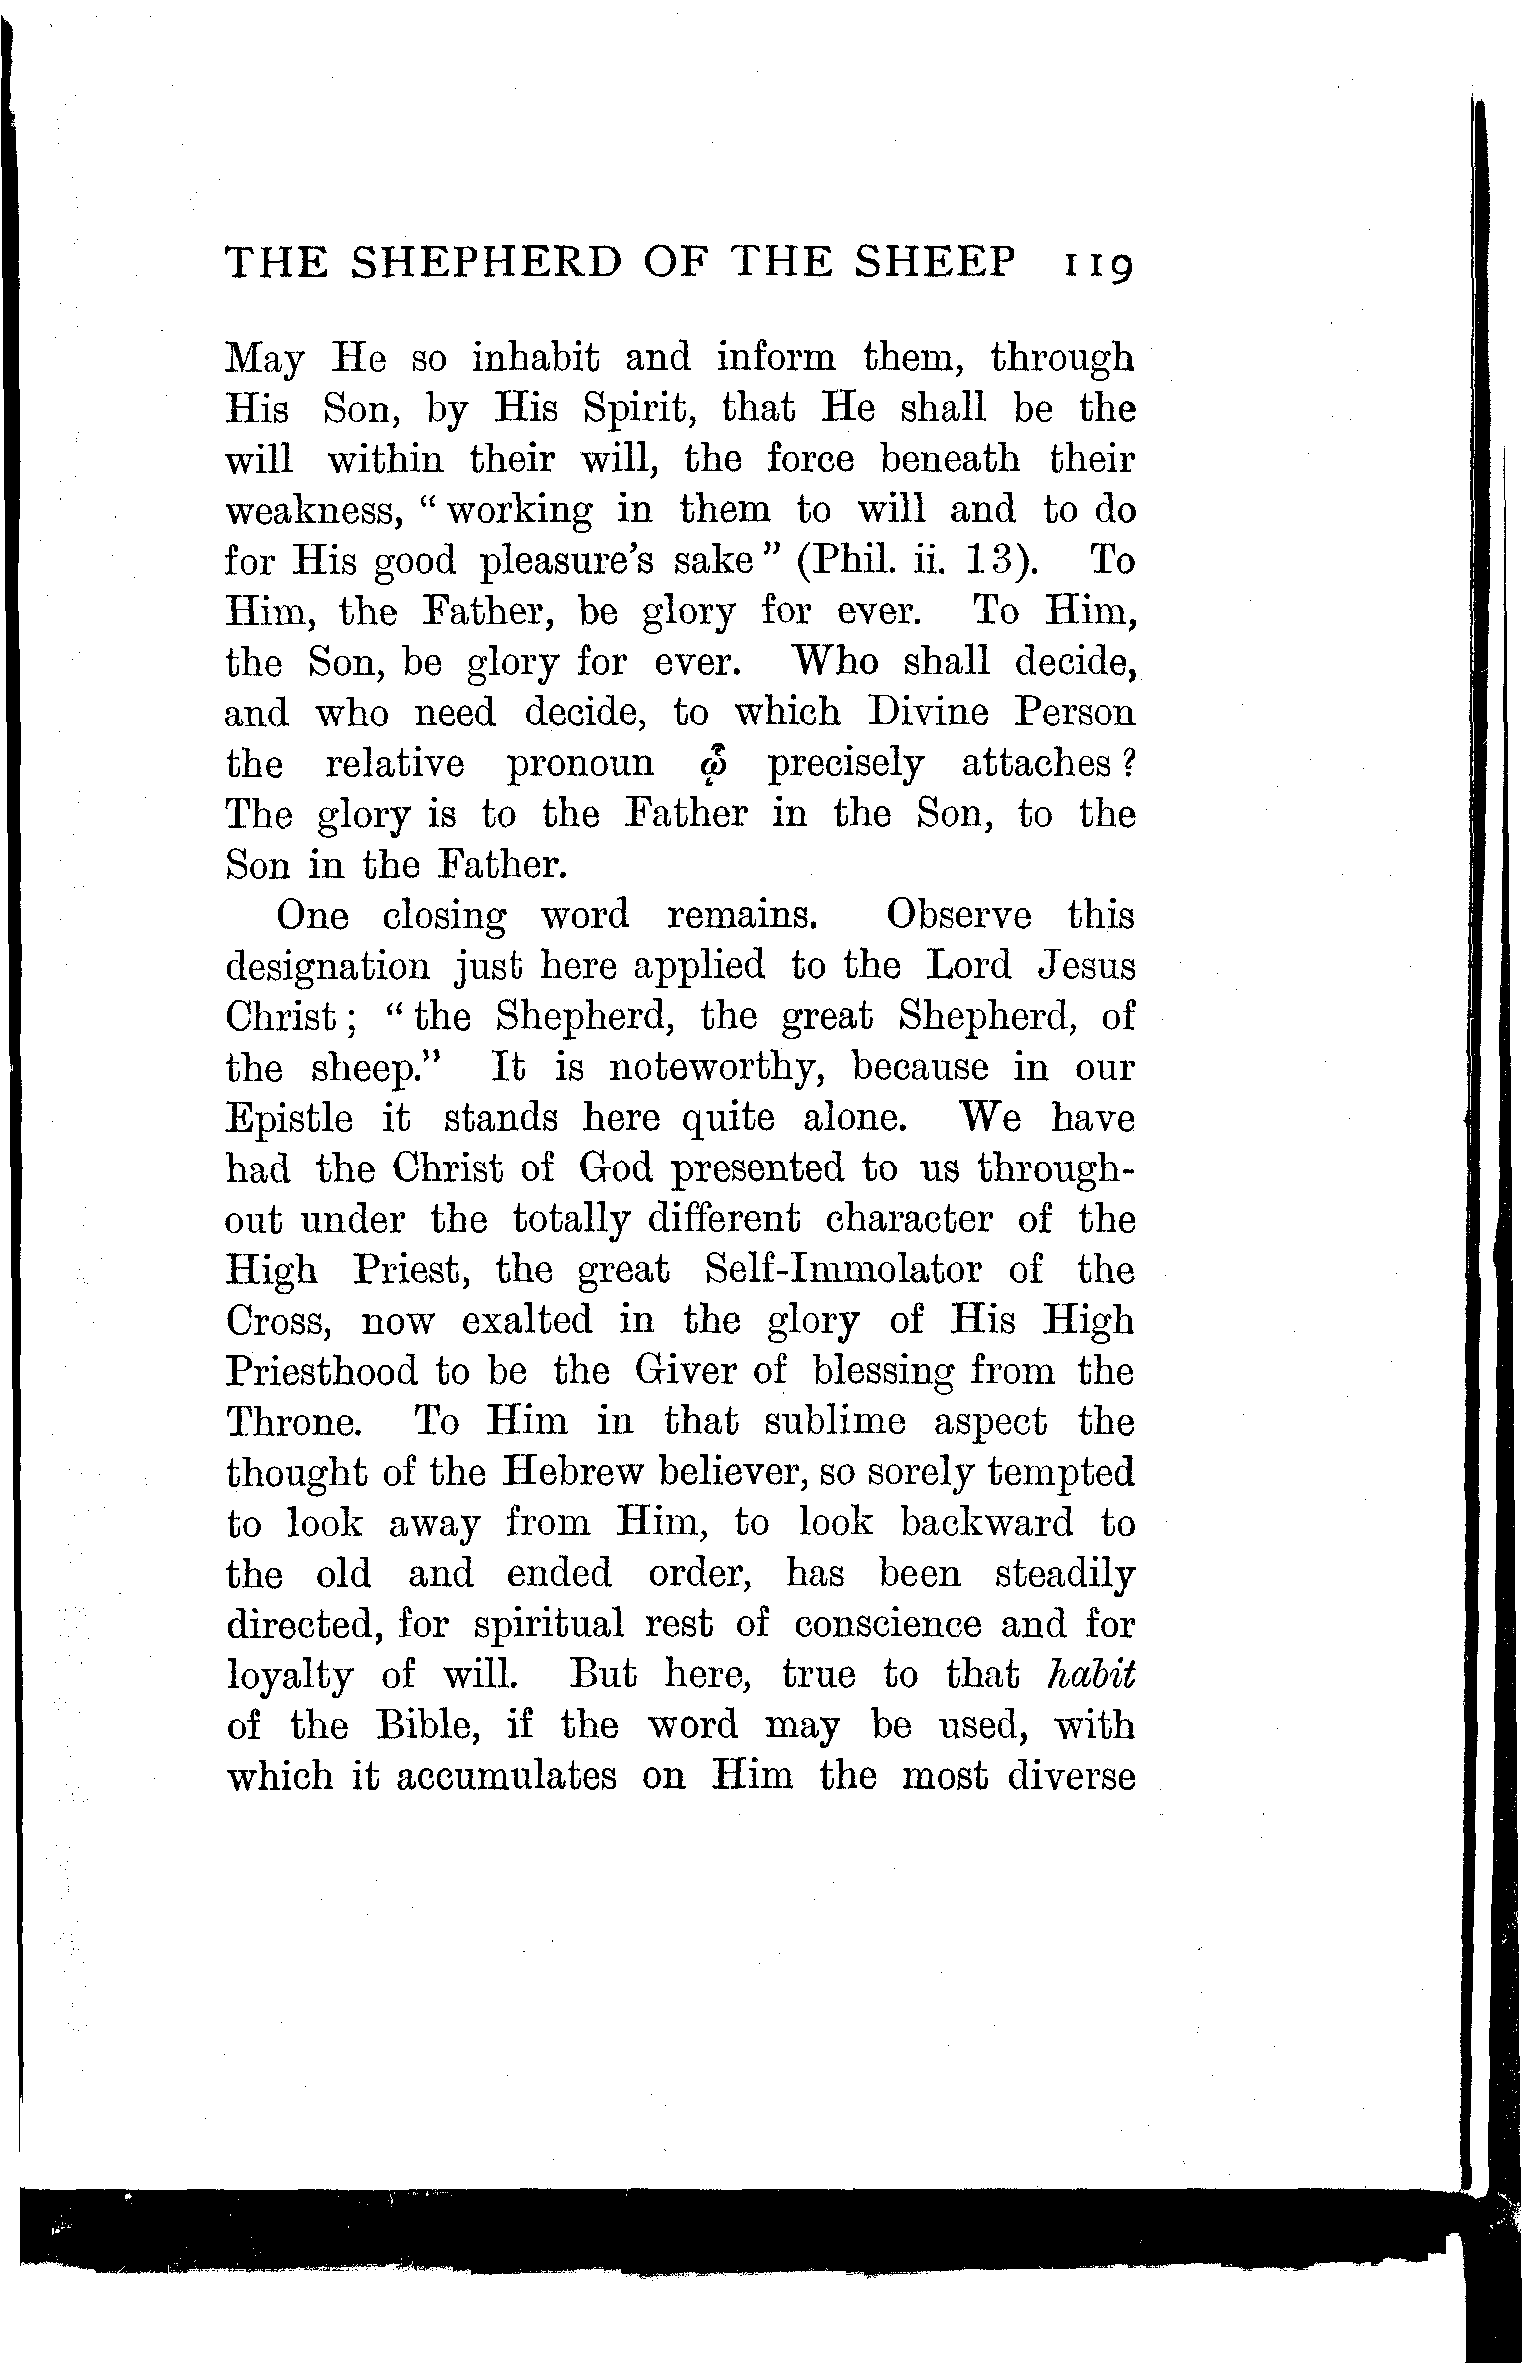 THE SHEPHERD OF THE SHEEP 119
May He so inhabit and inform them, through
His Son, by His Spirit, that He shall be the
will within their will, the force beneath their
weakness, “working in them to will and to do
for His good pleasure's sake” (Phil. ii. 13). To
Him, the Father, be glory for ever. To Him,
the Son, be glory for ever. Who shall decide,
and who need decide, to which Divine Person
the relative pronoun ᾧ precisely attaches?
The glory is to the Father in the Son, to the
Son in the Father.
One closing word remains. Observe this
designation just here applied to the Lord Jesus
Christ; “the Shepherd, the great Shepherd, of
the sheep.” It is noteworthy, because in our
Epistle it stands here quite alone. We have
had the Christ of God presented to us through-
out under the totally different character of the
High Priest, the great Self-Immolator of the
Cross, now exalted in the glory of His High
Priesthood to be the Giver of blessing from the
Throne. To Him in that sublime aspect the
thought of the Hebrew believer, so sorely tempted
to look away from Him, to look backward to
the old and ended order, has been steadily
directed, for spiritual rest of conscience and for
loyalty of will. But here, true to that habit
of the Bible, if the word may be used, with
which it accumulates on Him the most diverse